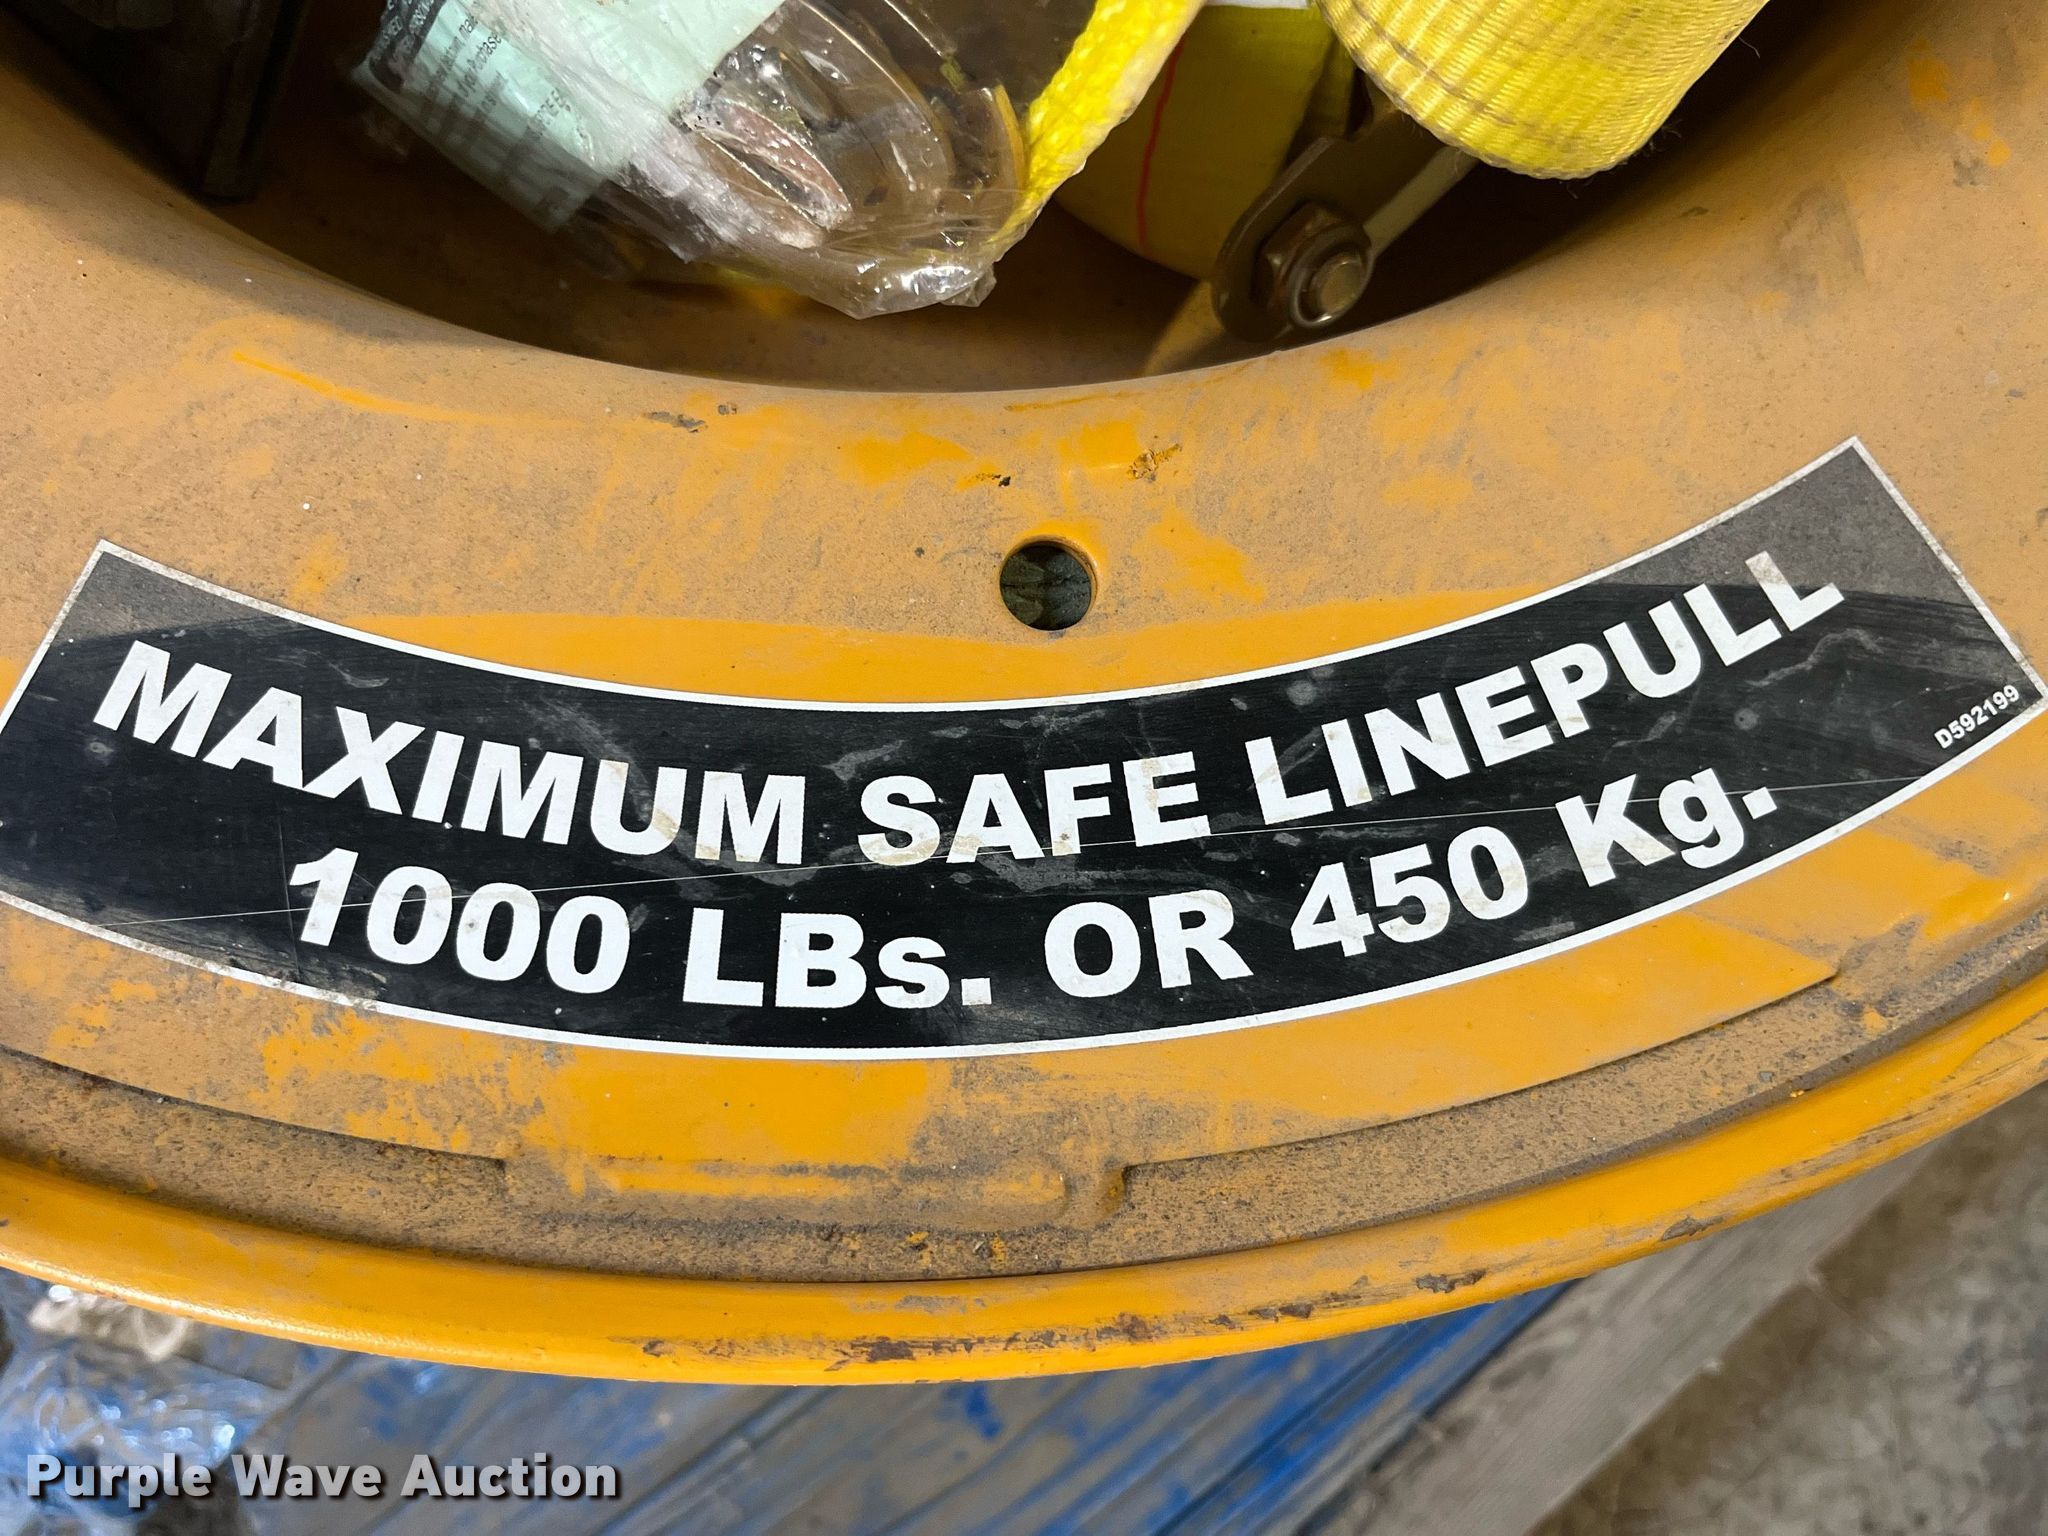 MAXIMUM SAFE LINEPULL
1000 LBs. OR 450 Kg.
D592199
Purple Wave Auction